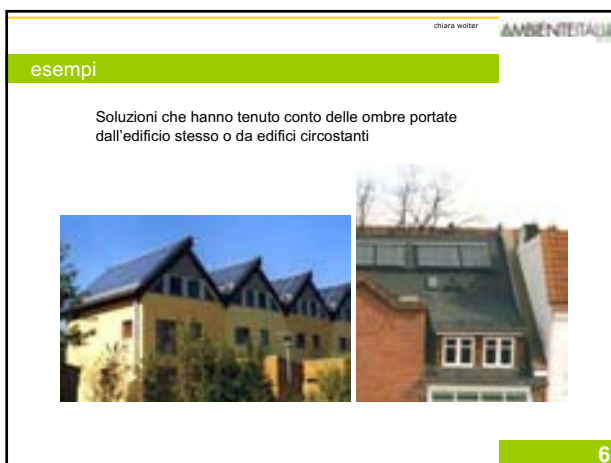 chiara wolter
AMBIENTEITALIA
esempi
Soluzioni che hanno tenuto conto delle ombre portate
dall'edificio stesso o da edifici circostanti
6